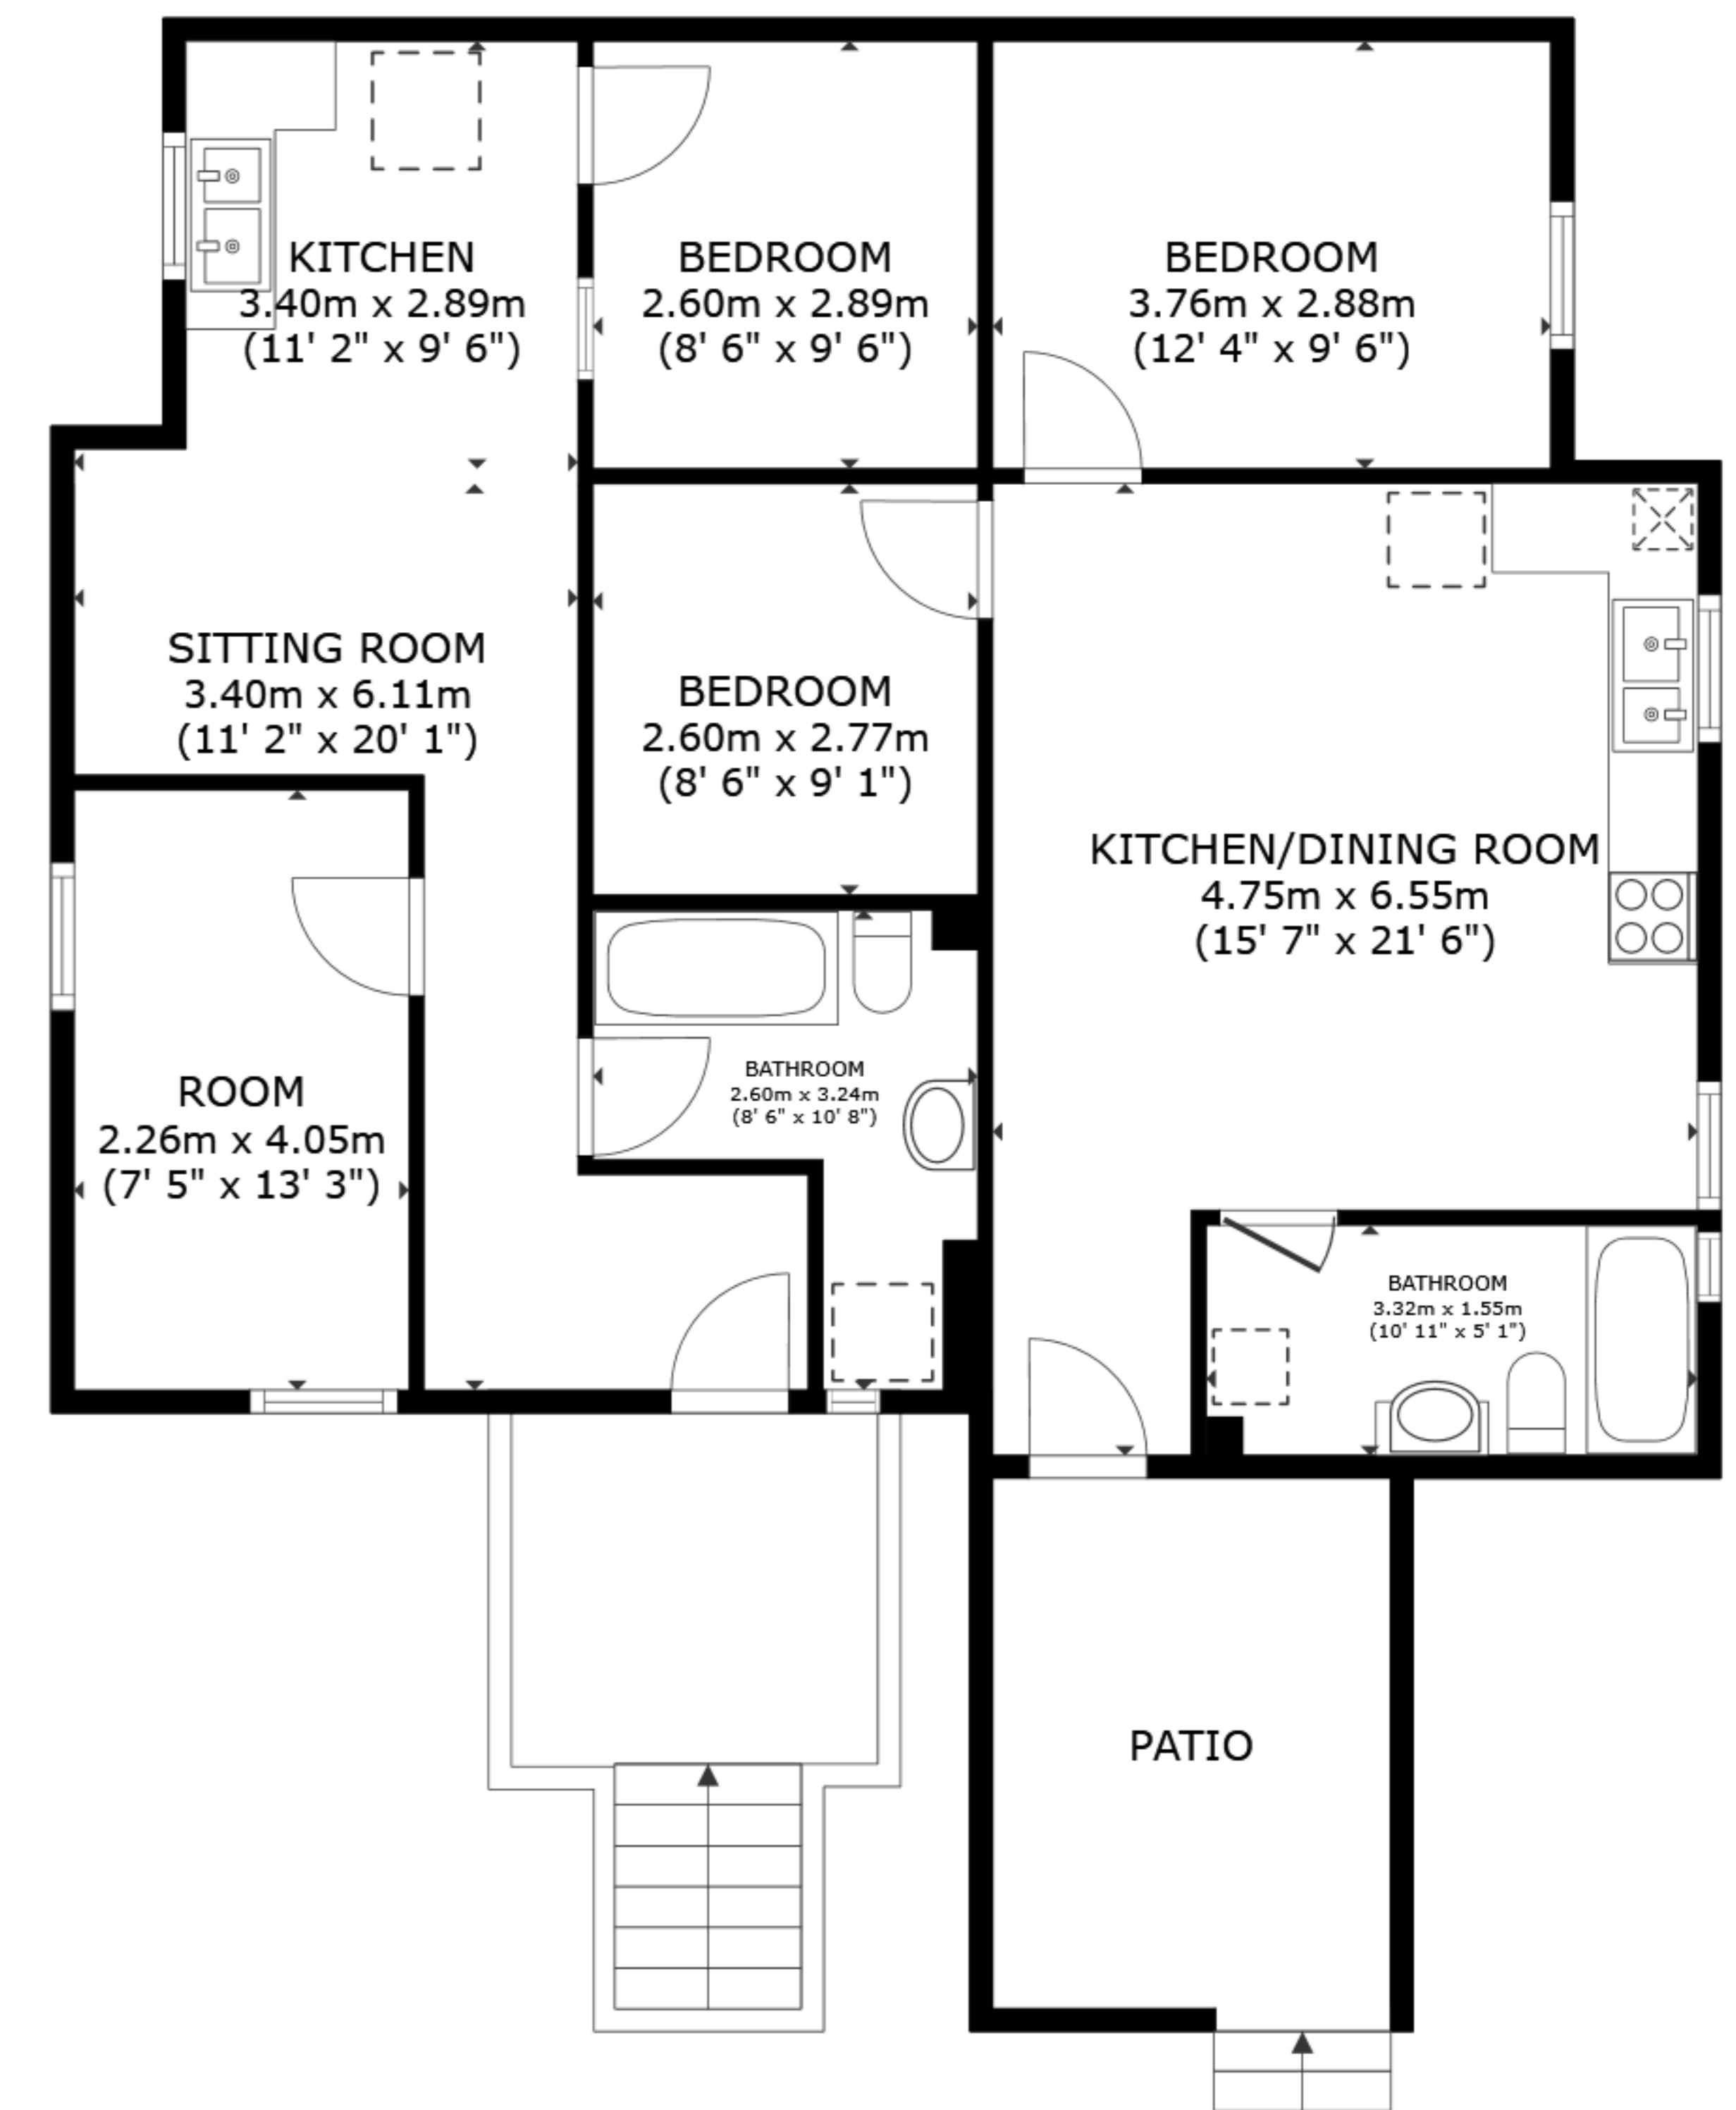 KITCHEN
3.40m x 2.89m
(11' 2" x 9' 6")
BEDROOM
2.60m x 2.89m
(8' 6" x 9' 6")
BEDROOM
3.76m x 2.88m
(12' 4" x 9' 6")
SITTING ROOM
3.40m x 6.11m
(11' 2" x 20' 1")
BEDROOM
2.60m x 2.77m
(8' 6" x 9' 1")
KITCHEN/DINING ROOM
4.75m x 6.55m
(15' 7" x 21' 6")
ROOM
2.26m x 4.05m
(7' 5" x 13' 3")
BATHROOM
2.60m x 3.24m
(8' 6" x 10' 8")
BATHROOM
3.32m x 1.55m
(10' 11" x 5' 1")
PATIO